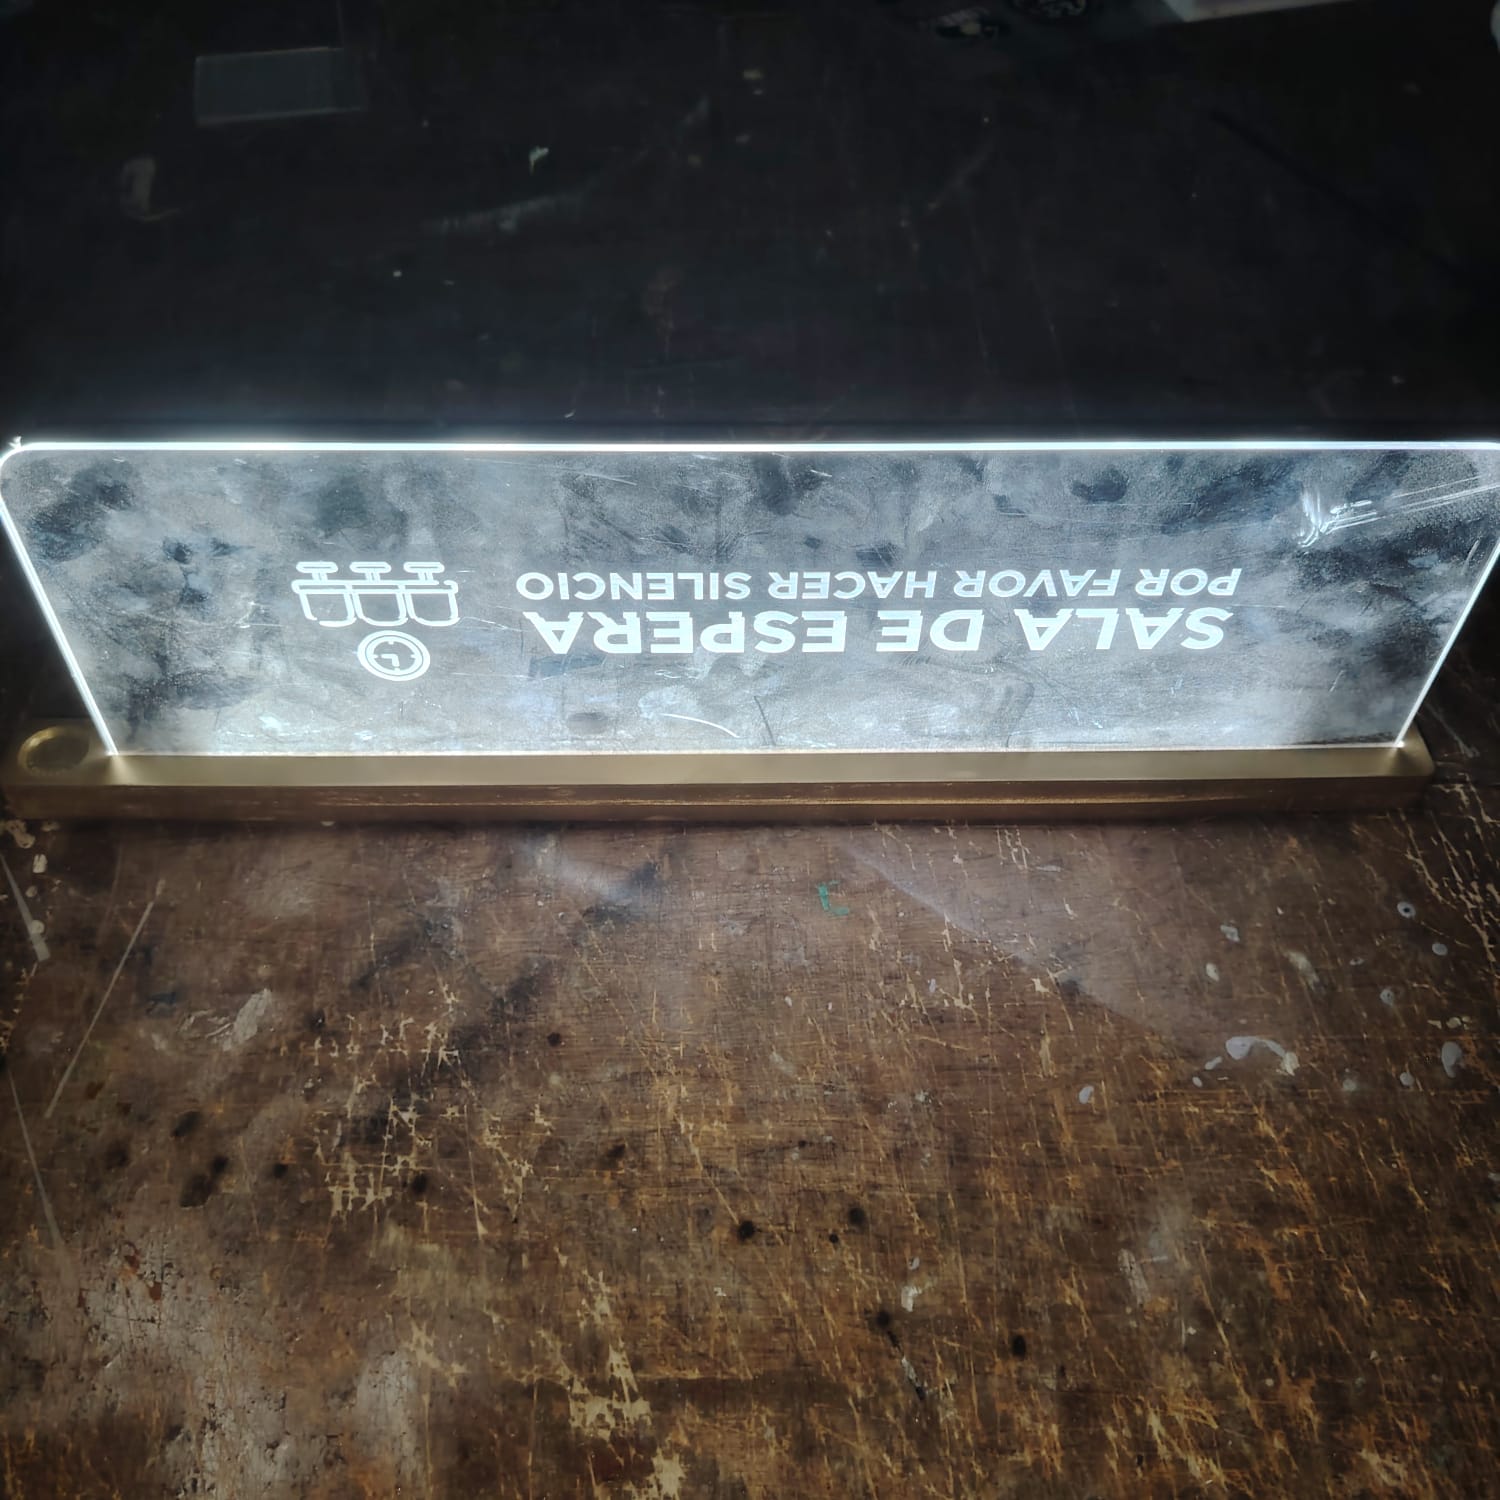 SALA DE ESPERA
POR FAVOR HACER SILENCIO